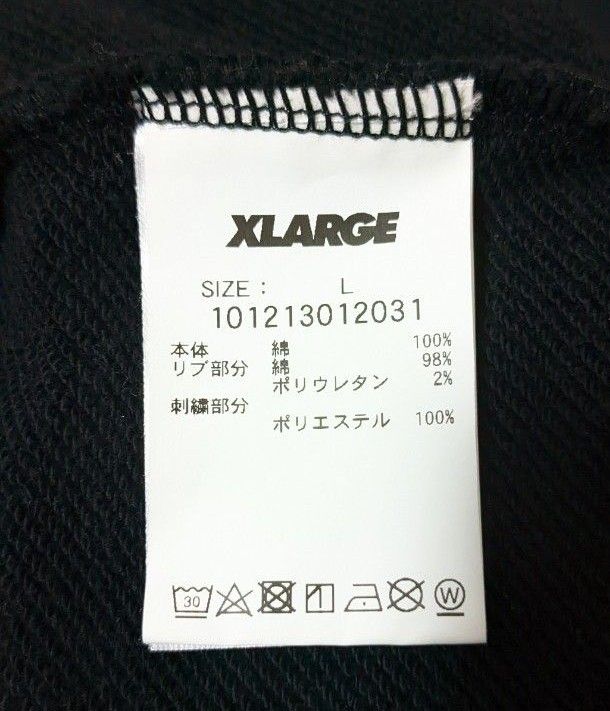 XLARGE
SIZE : L
101213012031
本体 綿 100%
リブ部分 綿 98%
ポリウレタン 2%
刺繍部分
ポリエステル 100%
30 W